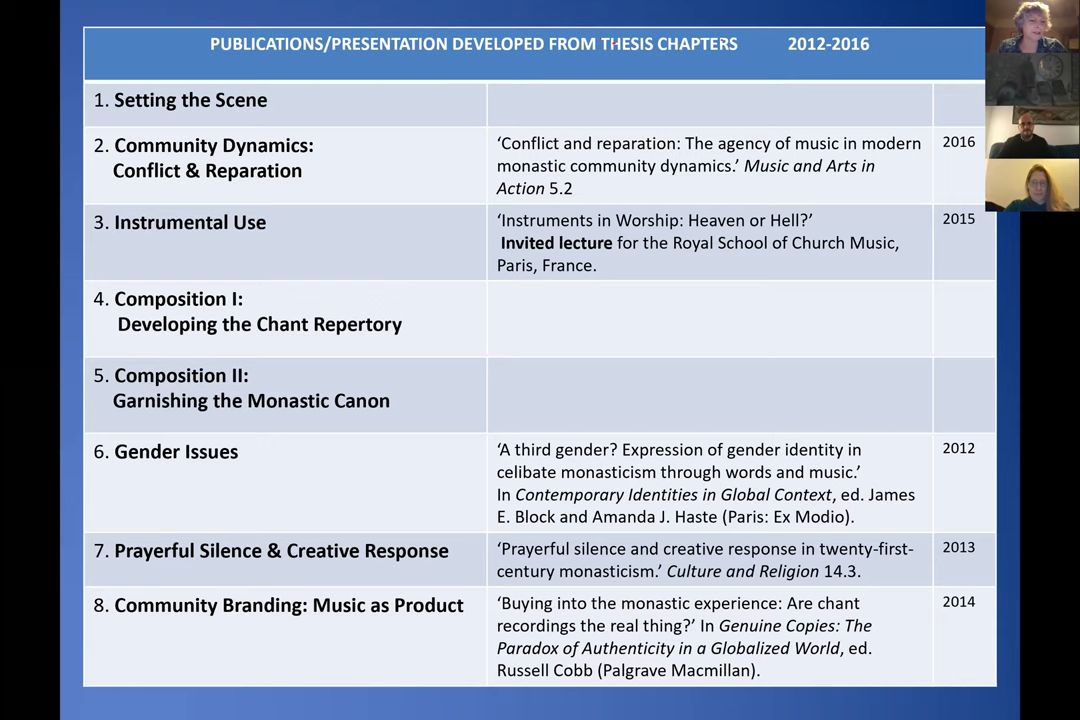 PUBLICATIONS/PRESENTATION DEVELOPED FROM THESIS CHAPTERS 2012-2016
1. Setting the Scene
2. Community Dynamics:
Conflict & Reparation
‘Conflict and reparation: The agency of music in modern
monastic community dynamics.’ Music and Arts in
Action 5.2
2016
3. Instrumental Use
‘Instruments in Worship: Heaven or Hell?’
Invited lecture for the Royal School of Church Music,
Paris, France.
2015
4. Composition I:
Developing the Chant Repertory
5. Composition II:
Garnishing the Monastic Canon
6. Gender Issues
‘A third gender? Expression of gender identity in
celibate monasticism through words and music.’
In Contemporary Identities in Global Context, ed. James
E. Block and Amanda J. Haste (Paris: Ex Modio).
2012
7. Prayerful Silence & Creative Response
‘Prayerful silence and creative response in twenty-first-
century monasticism.’ Culture and Religion 14.3.
2013
8. Community Branding: Music as Product
‘Buying into the monastic experience: Are chant
recordings the real thing?’ In Genuine Copies: The
Paradox of Authenticity in a Globalized World, ed.
Russell Cobb (Palgrave Macmillan).
2014